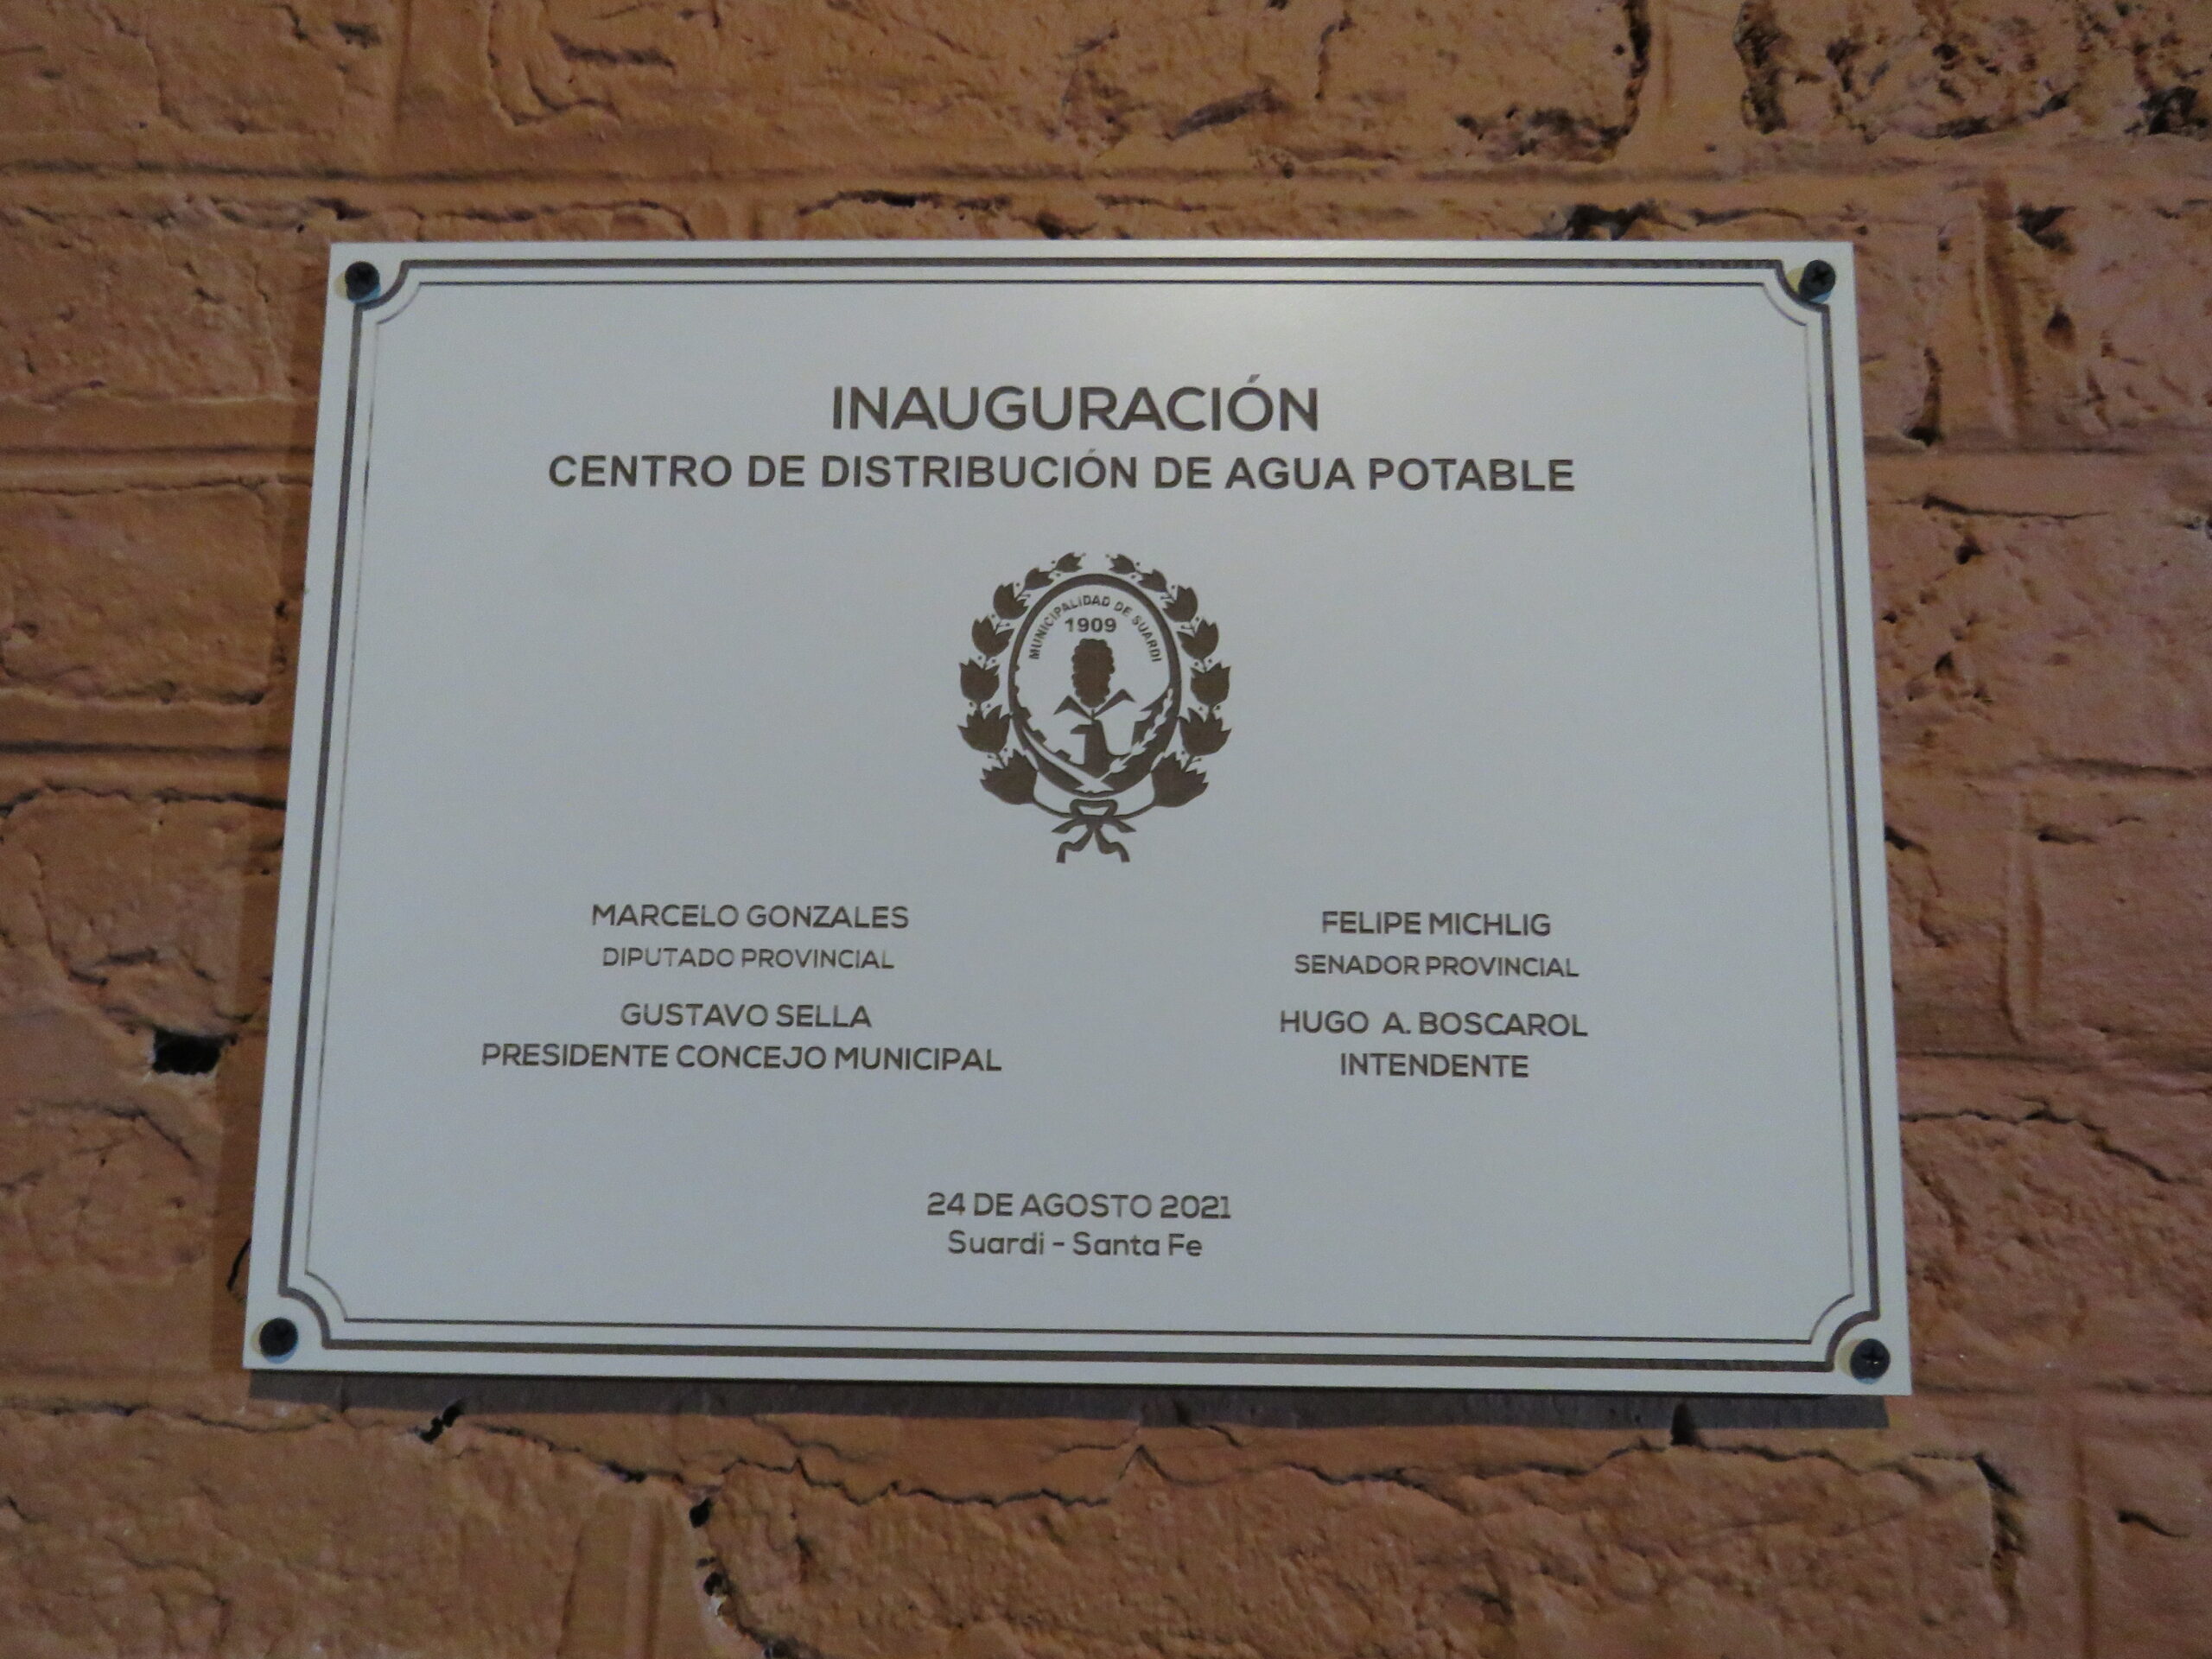 INAUGURACIÓN
CENTRO DE DISTRIBUCIÓN DE AGUA POTABLE
MUNICIPALIDAD DE SUARDI
1909
MARCELO GONZALES
DIPUTADO PROVINCIAL
GUSTAVO SELLA
PRESIDENTE CONCEJO MUNICIPAL
FELIPE MICHLIG
SENADOR PROVINCIAL
HUGO A. BOSCAROL
INTENDENTE
24 DE AGOSTO 2021
Suardi - Santa Fe